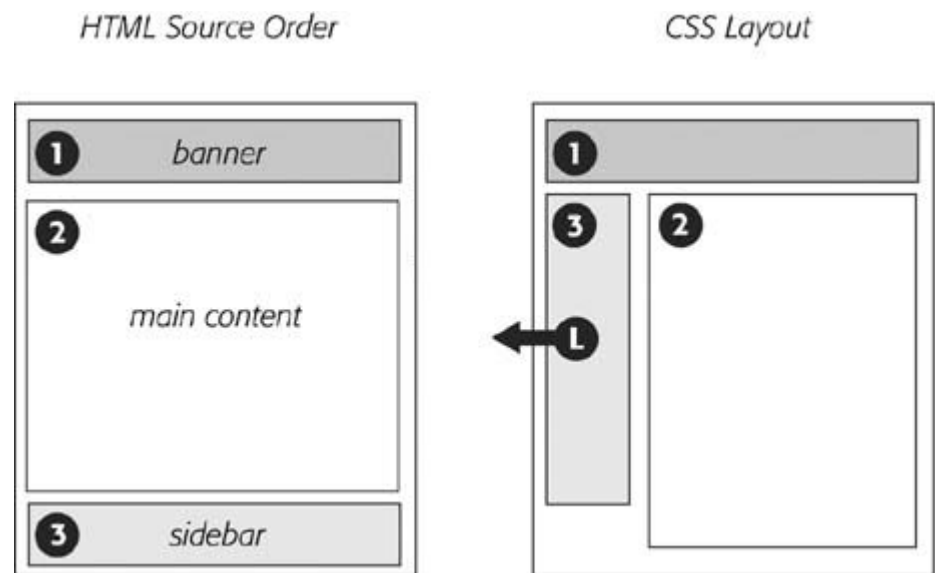 HTML Source Order
CSS Layout
1 banner
1
2
3
2
main content
L
3 sidebar